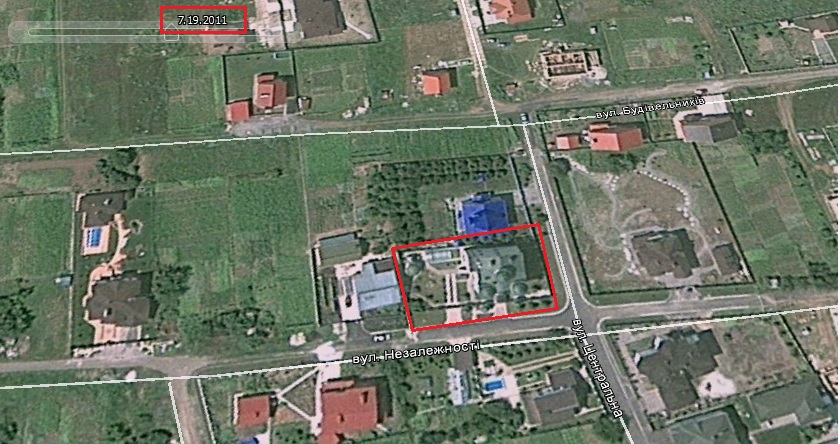 7.19.2011
вул. Будівельників
вул. Незалежності
вул. Центральна